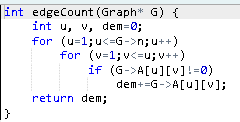 int edgeCount(Graph* G) {
    int u, v, dem=0;
    for (u=1;u<=G->n;u++)
        for (v=1;v<=u;v++)
            if (G->A[u][v]!=0)
                dem+=G->A[u][v];
    return dem;
}